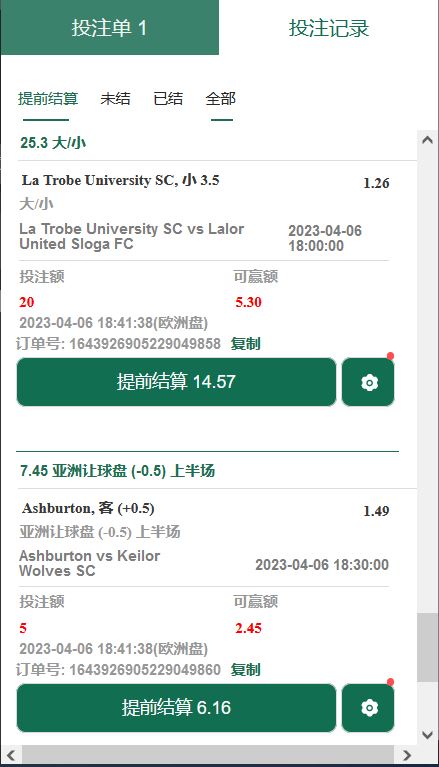 投注单 1 投注记录
提前结算 未结 已结 全部
25.3 大/小
La Trobe University SC, 小 3.5 1.26
大/小
La Trobe University SC vs Lalor United Sloga FC 2023-04-06 18:00:00
投注额 可赢额
20 5.30
2023-04-06 18:41:38(欧洲盘)
订单号: 1643926905229049858 复制
提前结算 14.57
7.45 亚洲让球盘 (-0.5) 上半场
Ashburton, 客 (+0.5) 1.49
亚洲让球盘 (-0.5) 上半场
Ashburton vs Keilor Wolves SC 2023-04-06 18:30:00
投注额 可赢额
5 2.45
2023-04-06 18:41:38(欧洲盘)
订单号: 1643926905229049860 复制
提前结算 6.16